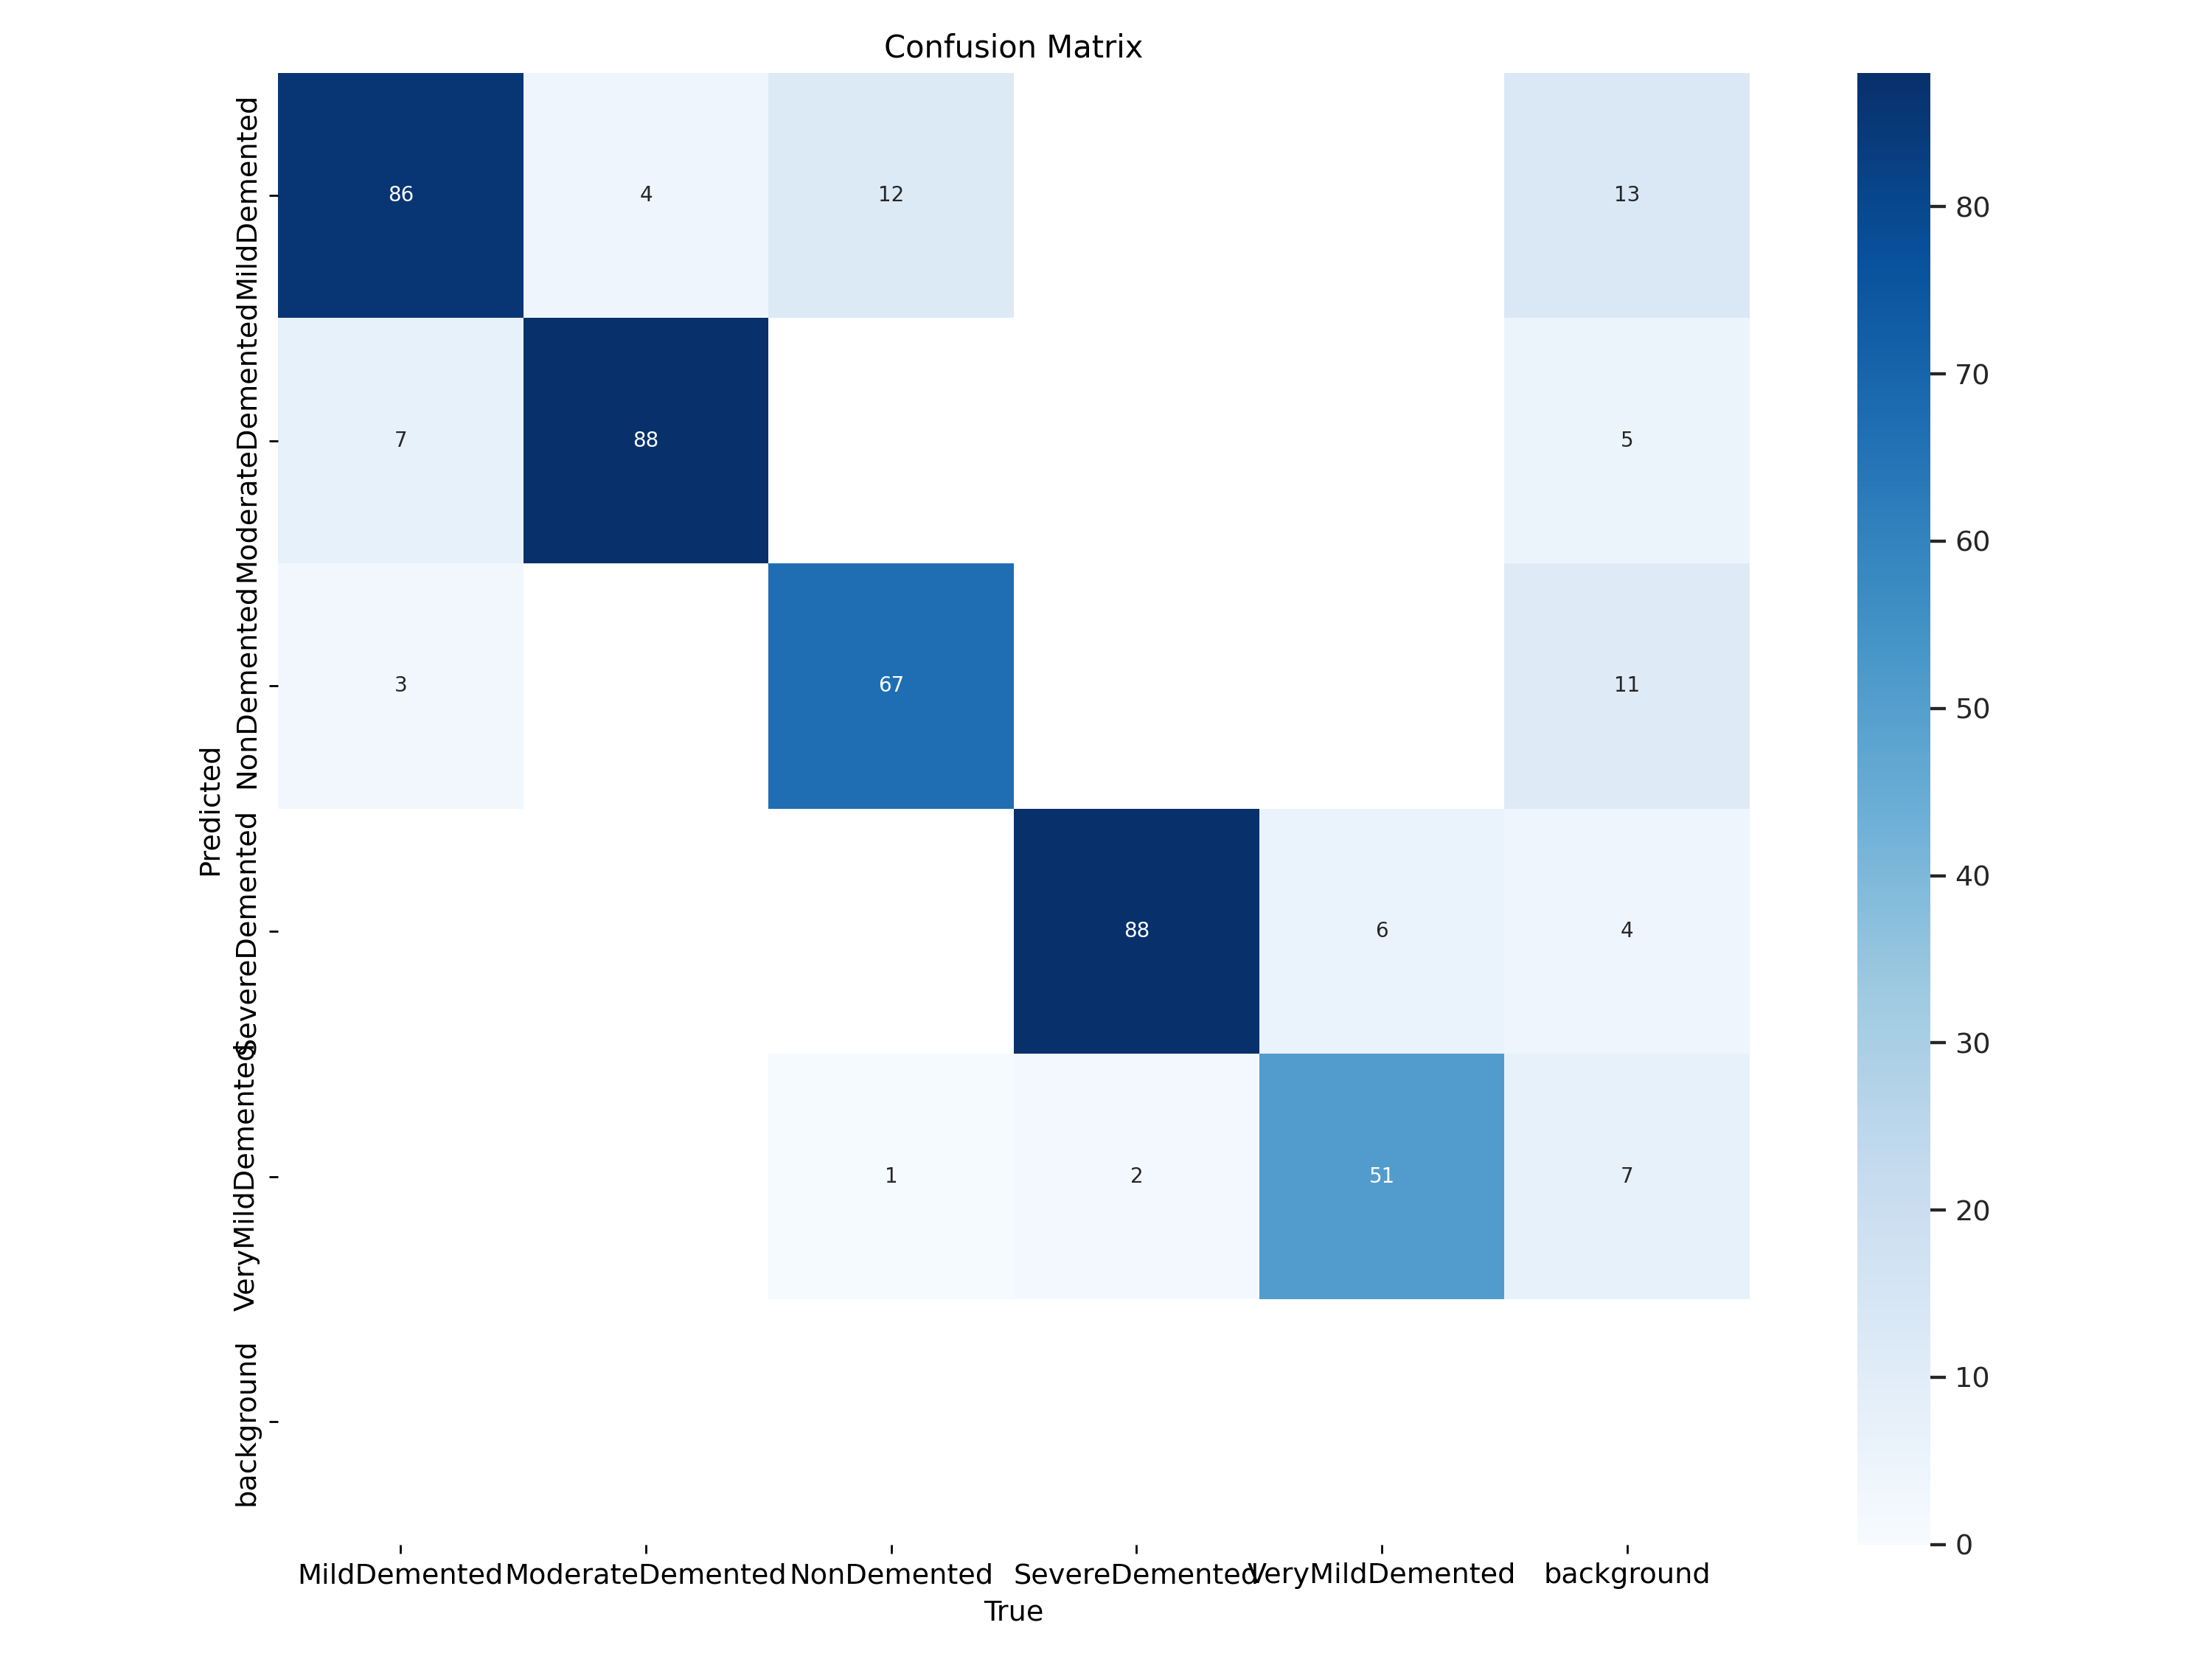 Confusion Matrix
MildDemented
86
4
12
13
ModerateDemented
7
88
5
NonDemented
3
67
11
SevereDemented
88
6
4
VeryMildDemented
1
2
51
7
background
Predicted
MildDemented ModerateDemented NonDemented SevereDemented VeryMildDemented background
True
80
70
60
50
40
30
20
10
0